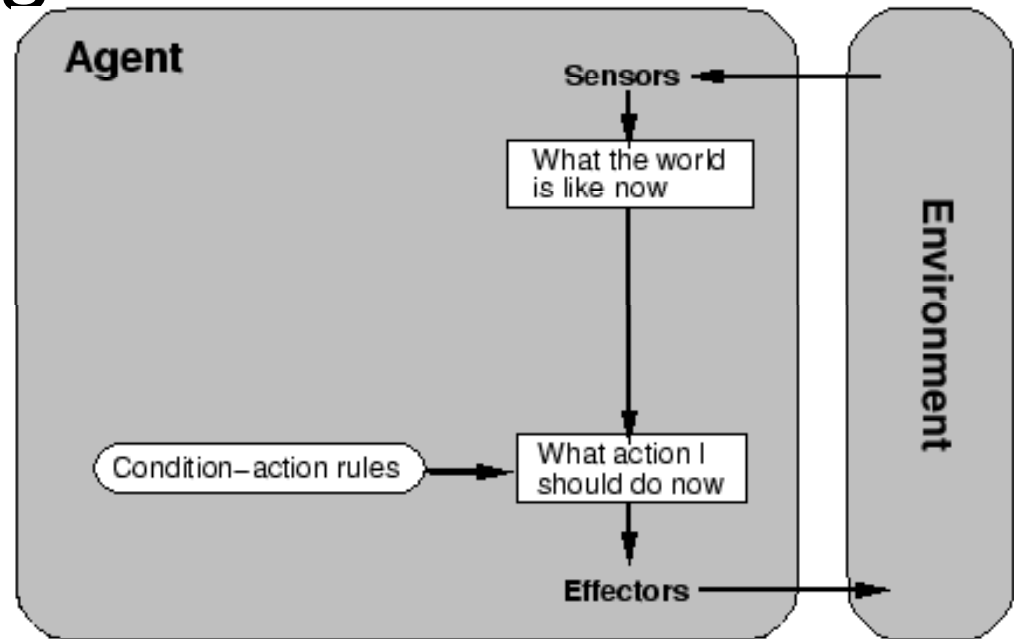 Agent
Sensors
What the world
is like now
Environment
Condition−action rules
What action I
should do now
Effectors